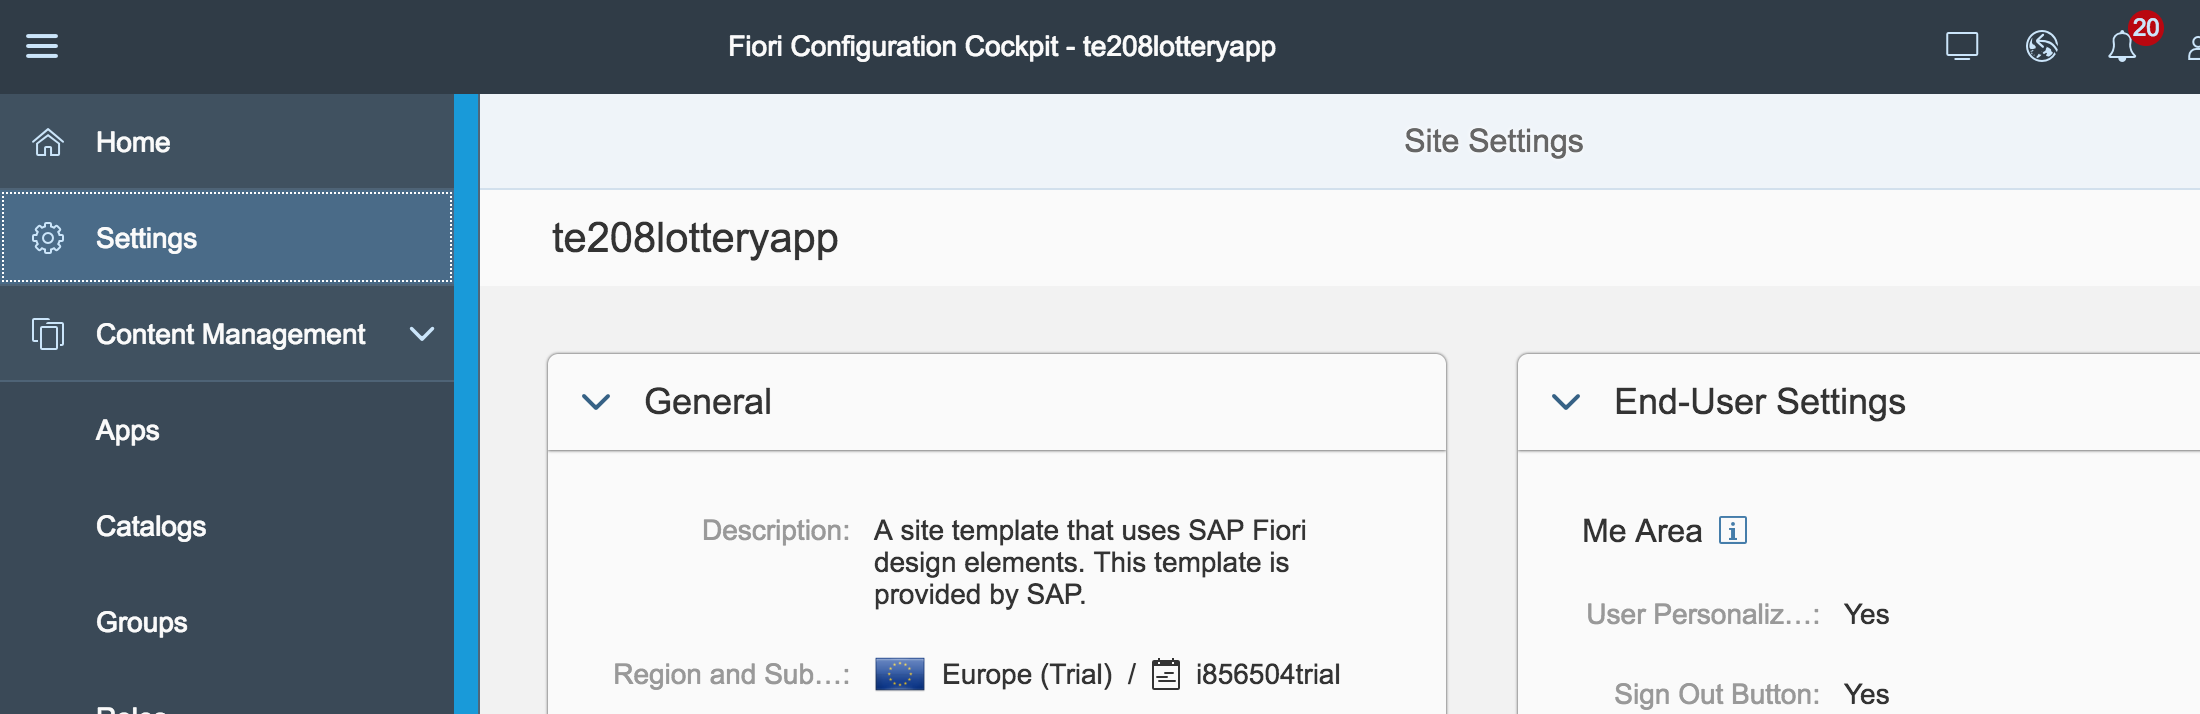 Fiori Configuration Cockpit - te208lotteryapp
20
Home
Settings
Content Management
Apps
Catalogs
Groups
Site Settings
te208lotteryapp
General
Description: A site template that uses SAP Fiori
design elements. This template is
provided by SAP.
Region and Sub...: Europe (Trial) / i856504trial
End-User Settings
Me Area
User Personaliz...: Yes
Sign Out Button: Yes